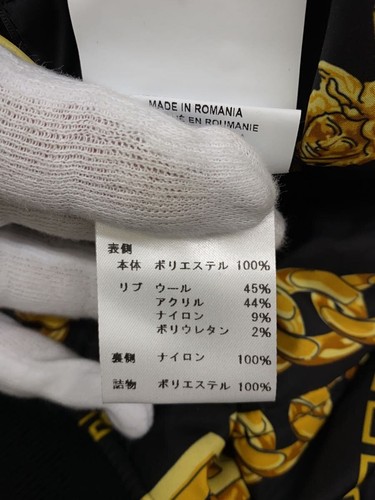 MADE IN ROMANIA
EN ROUMANIE
表側
本体 ポリエステル 100%
リブ ウール 45%
アクリル 44%
ナイロン 9%
ポリウレタン 2%
裏側 ナイロン 100%
詰物 ポリエステル 100%